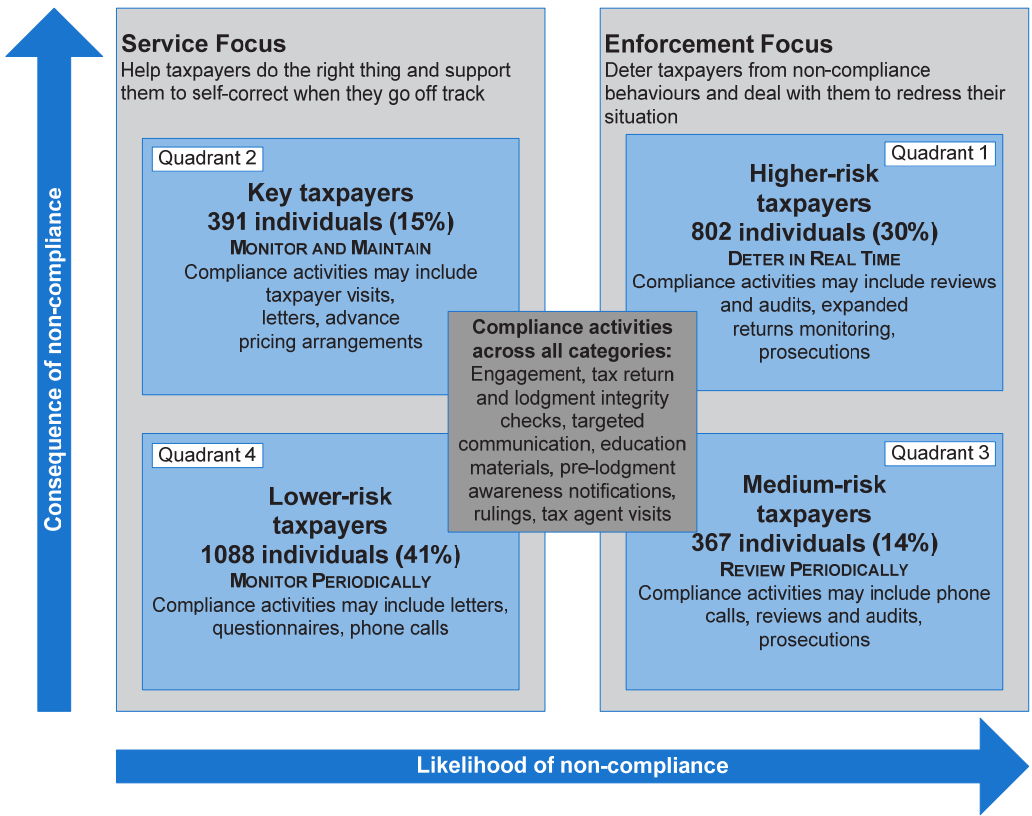 Consequence of non-compliance
Service Focus
Help taxpayers do the right thing and support
them to self-correct when they go off track
Quadrant 2
Key taxpayers
391 individuals (15%)
MONITOR AND MAINTAIN
Compliance activities may include
taxpayer visits,
letters, advance
pricing arrangements
Enforcement Focus
Deter taxpayers from non-compliance
behaviours and deal with them to redress their
situation
Quadrant 1
Higher-risk
taxpayers
802 individuals (30%)
DETER IN REAL TIME
Compliance activities may include reviews
and audits, expanded
returns monitoring,
prosecutions
Compliance activities
across all categories:
Engagement, tax return
and lodgment integrity
checks, targeted
communication, education
materials, pre-lodgment
awareness notifications,
rulings, tax agent visits
Quadrant 4
Lower-risk
taxpayers
1088 individuals (41%)
MONITOR PERIODICALLY
Compliance activities may include letters,
questionnaires, phone calls
Quadrant 3
Medium-risk
taxpayers
367 individuals (14%)
REVIEW PERIODICALLY
Compliance activities may include phone
calls, reviews and audits,
prosecutions
Likelihood of non-compliance